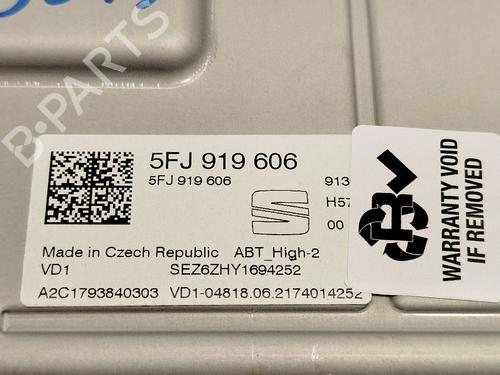 B-PARTS
5FJ 919 606
5FJ 919 606
913
H57
00
Made in Czech Republic ABT_High-2
VD1 SEZ6ZHY1694252
A2C1793840303 VD1-04818.06.2174014252
WARRANTY VOID
IF REMOVED